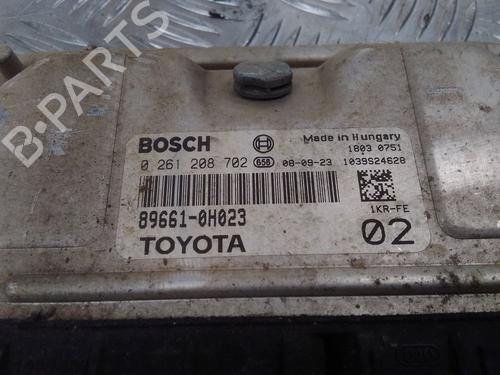 B-PARTS
BOSCH
Made in Hungary
1803 0751
0 261 208 702 658 08-09-23 1039S24628
89661-0H023
1KR-FE
TOYOTA
02